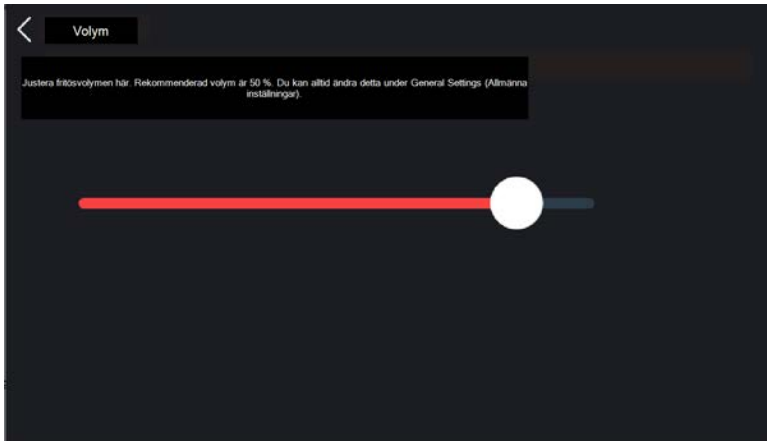 Volym
Justera fritösvolymen här. Rekommenderad volym är 50 %. Du kan alltid ändra detta under General Settings (Allmänna
inställningar).